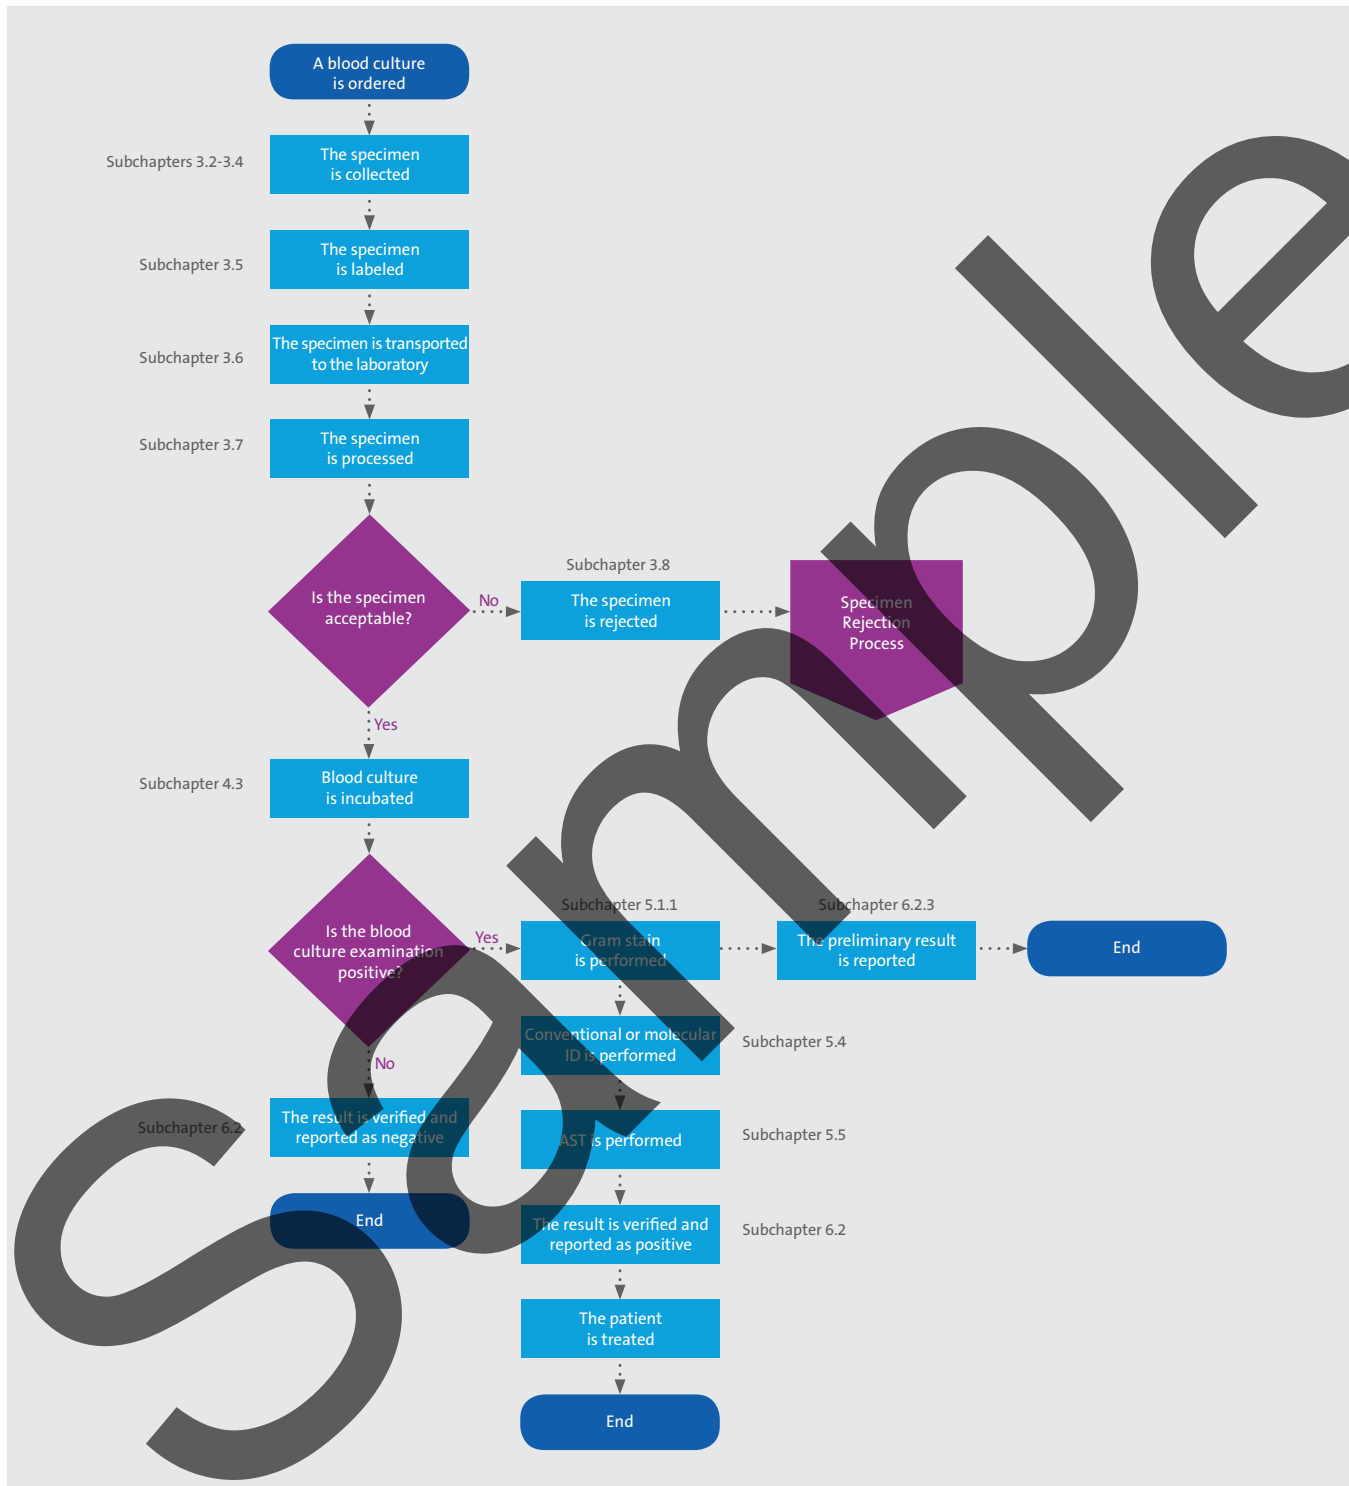 A blood culture
is ordered
Subchapters 3.2-3.4
The specimen
is collected
Subchapter 3.5
The specimen
is labeled
Subchapter 3.6
The specimen is transported
to the laboratory
Subchapter 3.7
The specimen
is processed
Is the specimen
acceptable?
No
Subchapter 3.8
The specimen
is rejected
Specimen
Rejection
Process
Yes
Subchapter 4.3
Blood culture
is incubated
Is the blood
culture examination
positive?
Yes
Subchapter 5.1.1
Gram stain
is performed
Subchapter 6.2.3
The preliminary result
is reported
End
Conventional or molecular
ID is performed
Subchapter 5.4
No
Subchapter 6.2
The result is verified and
reported as negative
End
AST is performed
Subchapter 5.5
The result is verified and
reported as positive
Subchapter 6.2
The patient
is treated
End
Sample